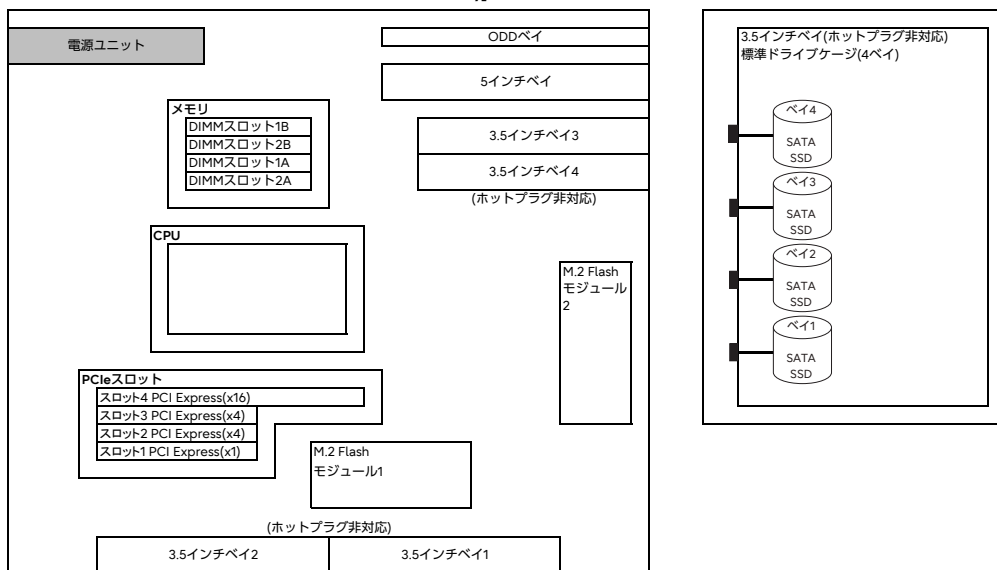 電源ユニット
ODDベイ
5インチベイ
メモリ
DIMMスロット1B
DIMMスロット2B
DIMMスロット1A
DIMMスロット2A
3.5インチベイ3
3.5インチベイ4
(ホットプラグ非対応)
CPU
M.2 Flash
モジュール
2
PCIeスロット
スロット4 PCI Express(x16)
スロット3 PCI Express(x4)
スロット2 PCI Express(x4)
スロット1 PCI Express(x1)
M.2 Flash
モジュール1
(ホットプラグ非対応)
3.5インチベイ2
3.5インチベイ1
3.5インチベイ(ホットプラグ非対応)
標準ドライブケージ(4ベイ)
ベイ4
SATA
SSD
ベイ3
SATA
SSD
ベイ2
SATA
SSD
ベイ1
SATA
SSD